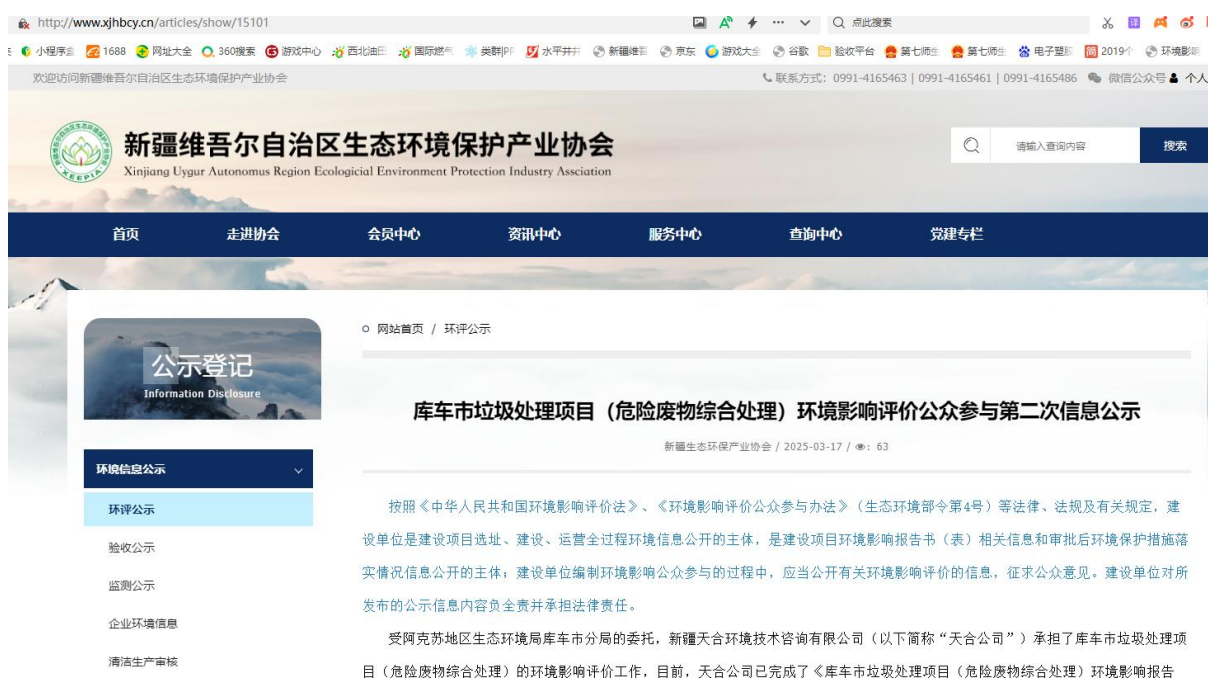 http://www.xjhbcy.cn/articles/show/15101
点此搜索
小程序 1688 网址大全 360搜索 游戏中心 西北油田 国际燃气 美群PP 水平井 新疆维吾 京东 游戏大全 谷歌 验收平台 第七师生 第七师生 电子塑胶 2019个 环境影响
欢迎访问新疆维吾尔自治区生态环境保护产业协会
联系方式：0991-4165463 | 0991-4165461 | 0991-4165486 微信公众号 个人
新疆维吾尔自治区生态环境保护产业协会
Xinjiang Uygur Autonomus Region Ecologicial Environment Protection Industry Assciation
XEEPIA
请输入查询内容 搜索
首页 走进协会 会员中心 资讯中心 服务中心 查询中心 党建专栏
网站首页 / 环评公示
公示登记
Information Disclosure
库车市垃圾处理项目（危险废物综合处理）环境影响评价公众参与第二次信息公示
新疆生态环保产业协会 / 2025-03-17 / 63
环境信息公示
环评公示
验收公示
监测公示
企业环境信息
清洁生产审核
按照《中华人民共和国环境影响评价法》、《环境影响评价公众参与办法》（生态环境部令第4号）等法律、法规及有关规定，建
设单位是建设项目选址、建设、运营全过程环境信息公开的主体，是建设项目环境影响报告书（表）相关信息和审批后环境保护措施落
实情况信息公开的主体；建设单位编制环境影响公众参与的过程中，应当公开有关环境影响评价的信息，征求公众意见。建设单位对所
发布的公示信息内容负全责并承担法律责任。
受阿克苏地区生态环境局库车市分局的委托，新疆天合环境技术咨询有限公司（以下简称“天合公司”）承担了库车市垃圾处理项
目（危险废物综合处理）的环境影响评价工作，目前，天合公司已完成了《库车市垃圾处理项目（危险废物综合处理）环境影响报告